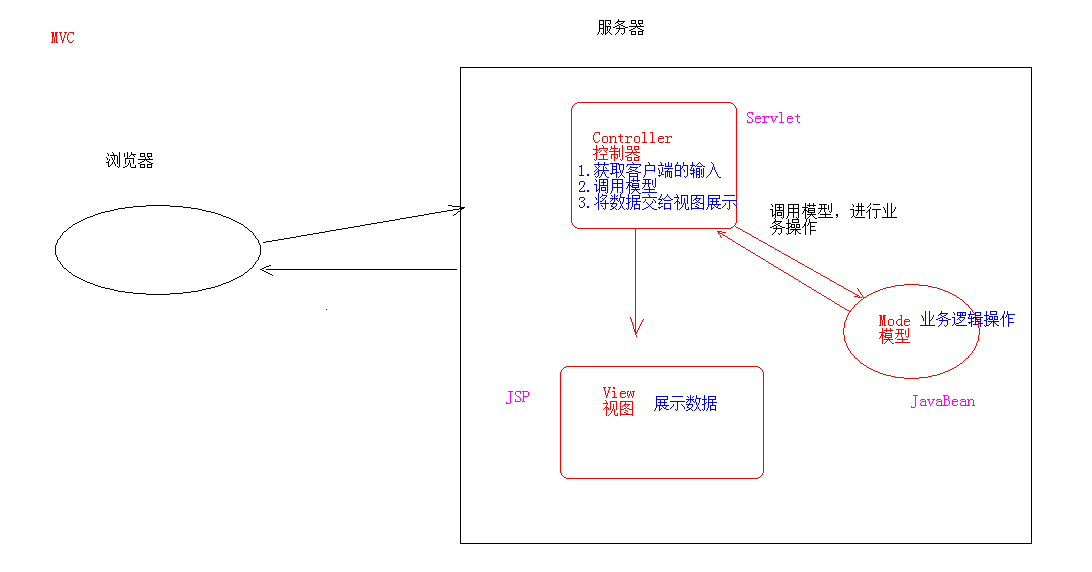 MVC
服务器
浏览器
Controller
控制器
1.获取客户端的输入
2.调用模型
3.将数据交给视图展示
Servlet
调用模型，进行业
务操作
Mode
模型
业务逻辑操作
JavaBean
JSP
View
视图
展示数据